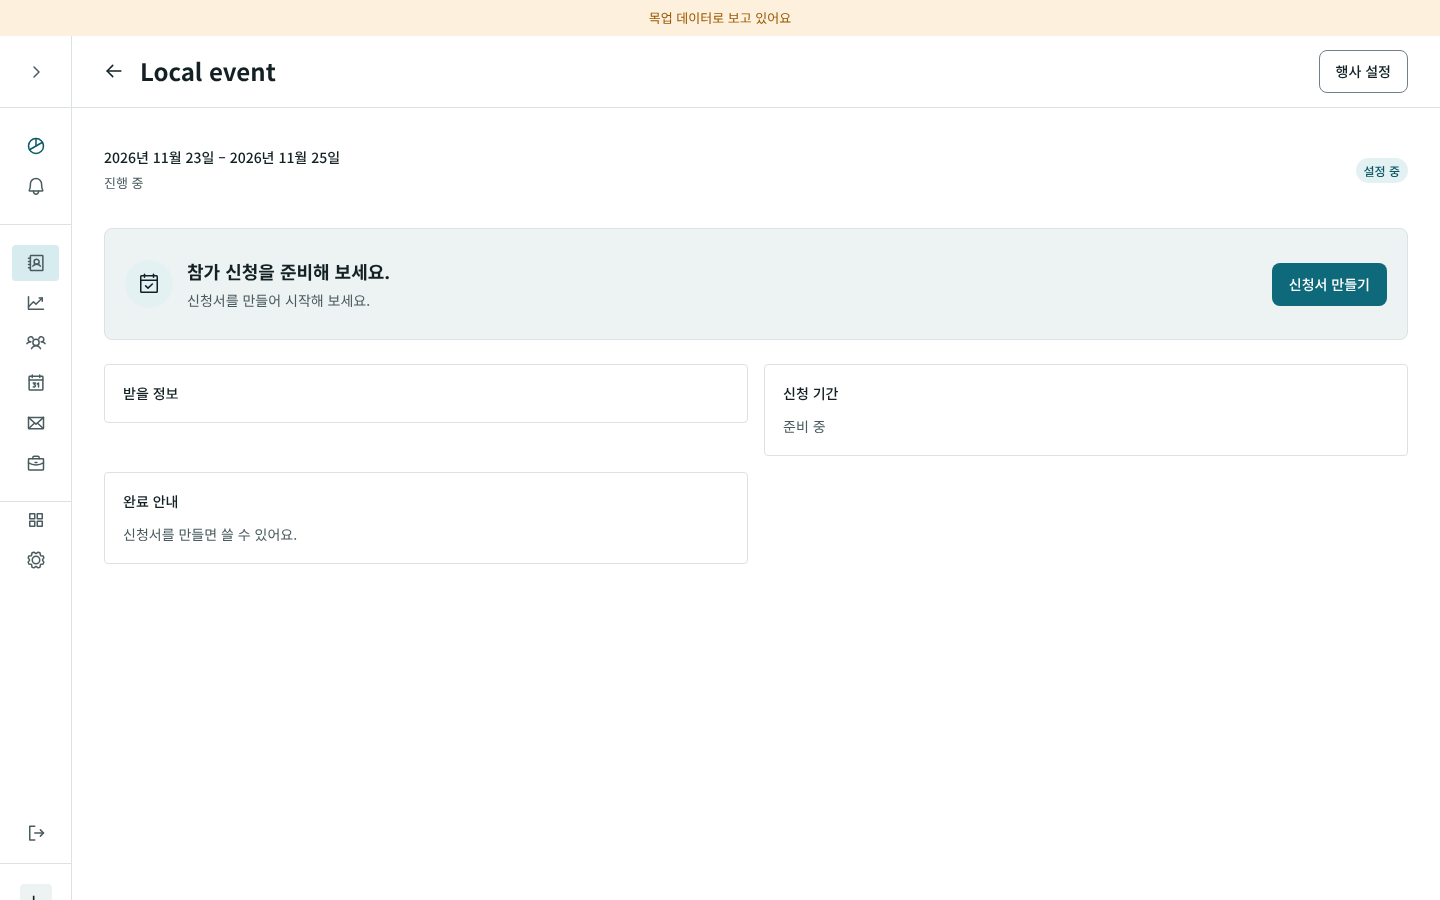 목업 데이터로 보고 있어요
Local event
행사 설정
2026년 11월 23일 – 2026년 11월 25일
진행 중
설정 중
참가 신청을 준비해 보세요.
신청서를 만들어 시작해 보세요.
신청서 만들기
받을 정보
신청 기간
준비 중
완료 안내
신청서를 만들면 쓸 수 있어요.
31